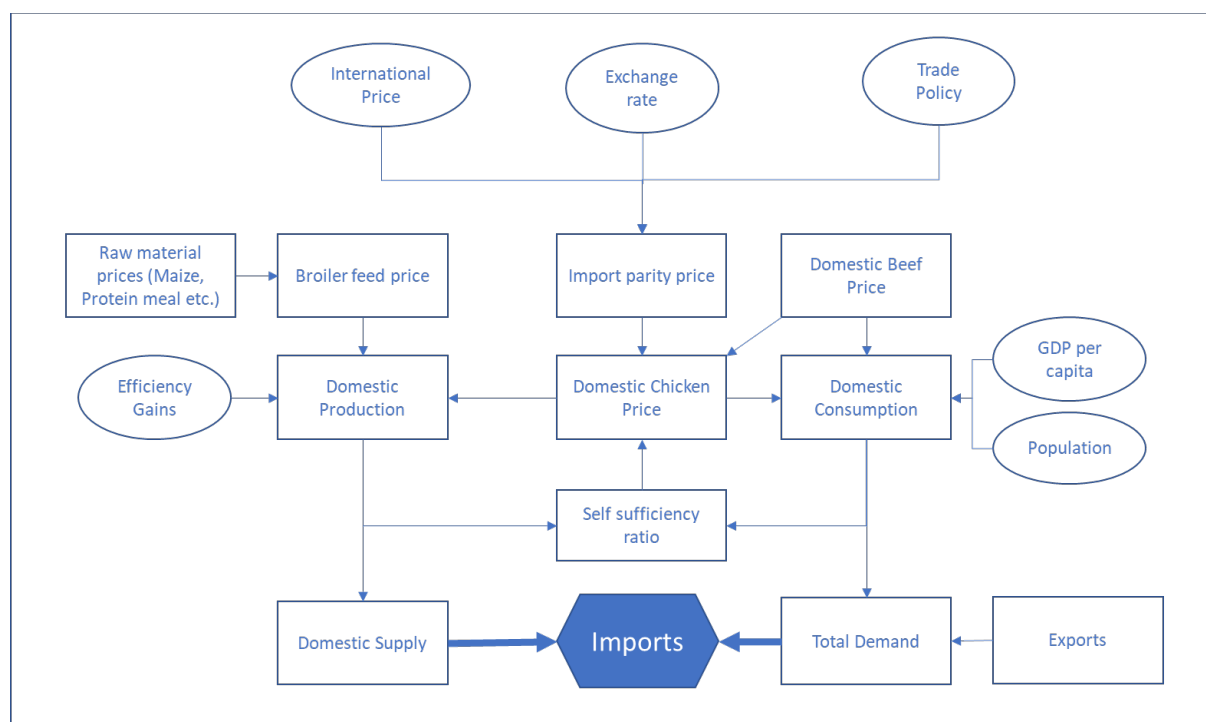 International
Price
Exchange
rate
Trade
Policy
Raw material
prices (Maize,
Protein meal etc.)
Broiler feed price
Import parity price
Domestic Beef
Price
Efficiency
Gains
Domestic
Production
Domestic Chicken
Price
Domestic
Consumption
GDP per
capita
Population
Self sufficiency
ratio
Domestic Supply
Imports
Total Demand
Exports